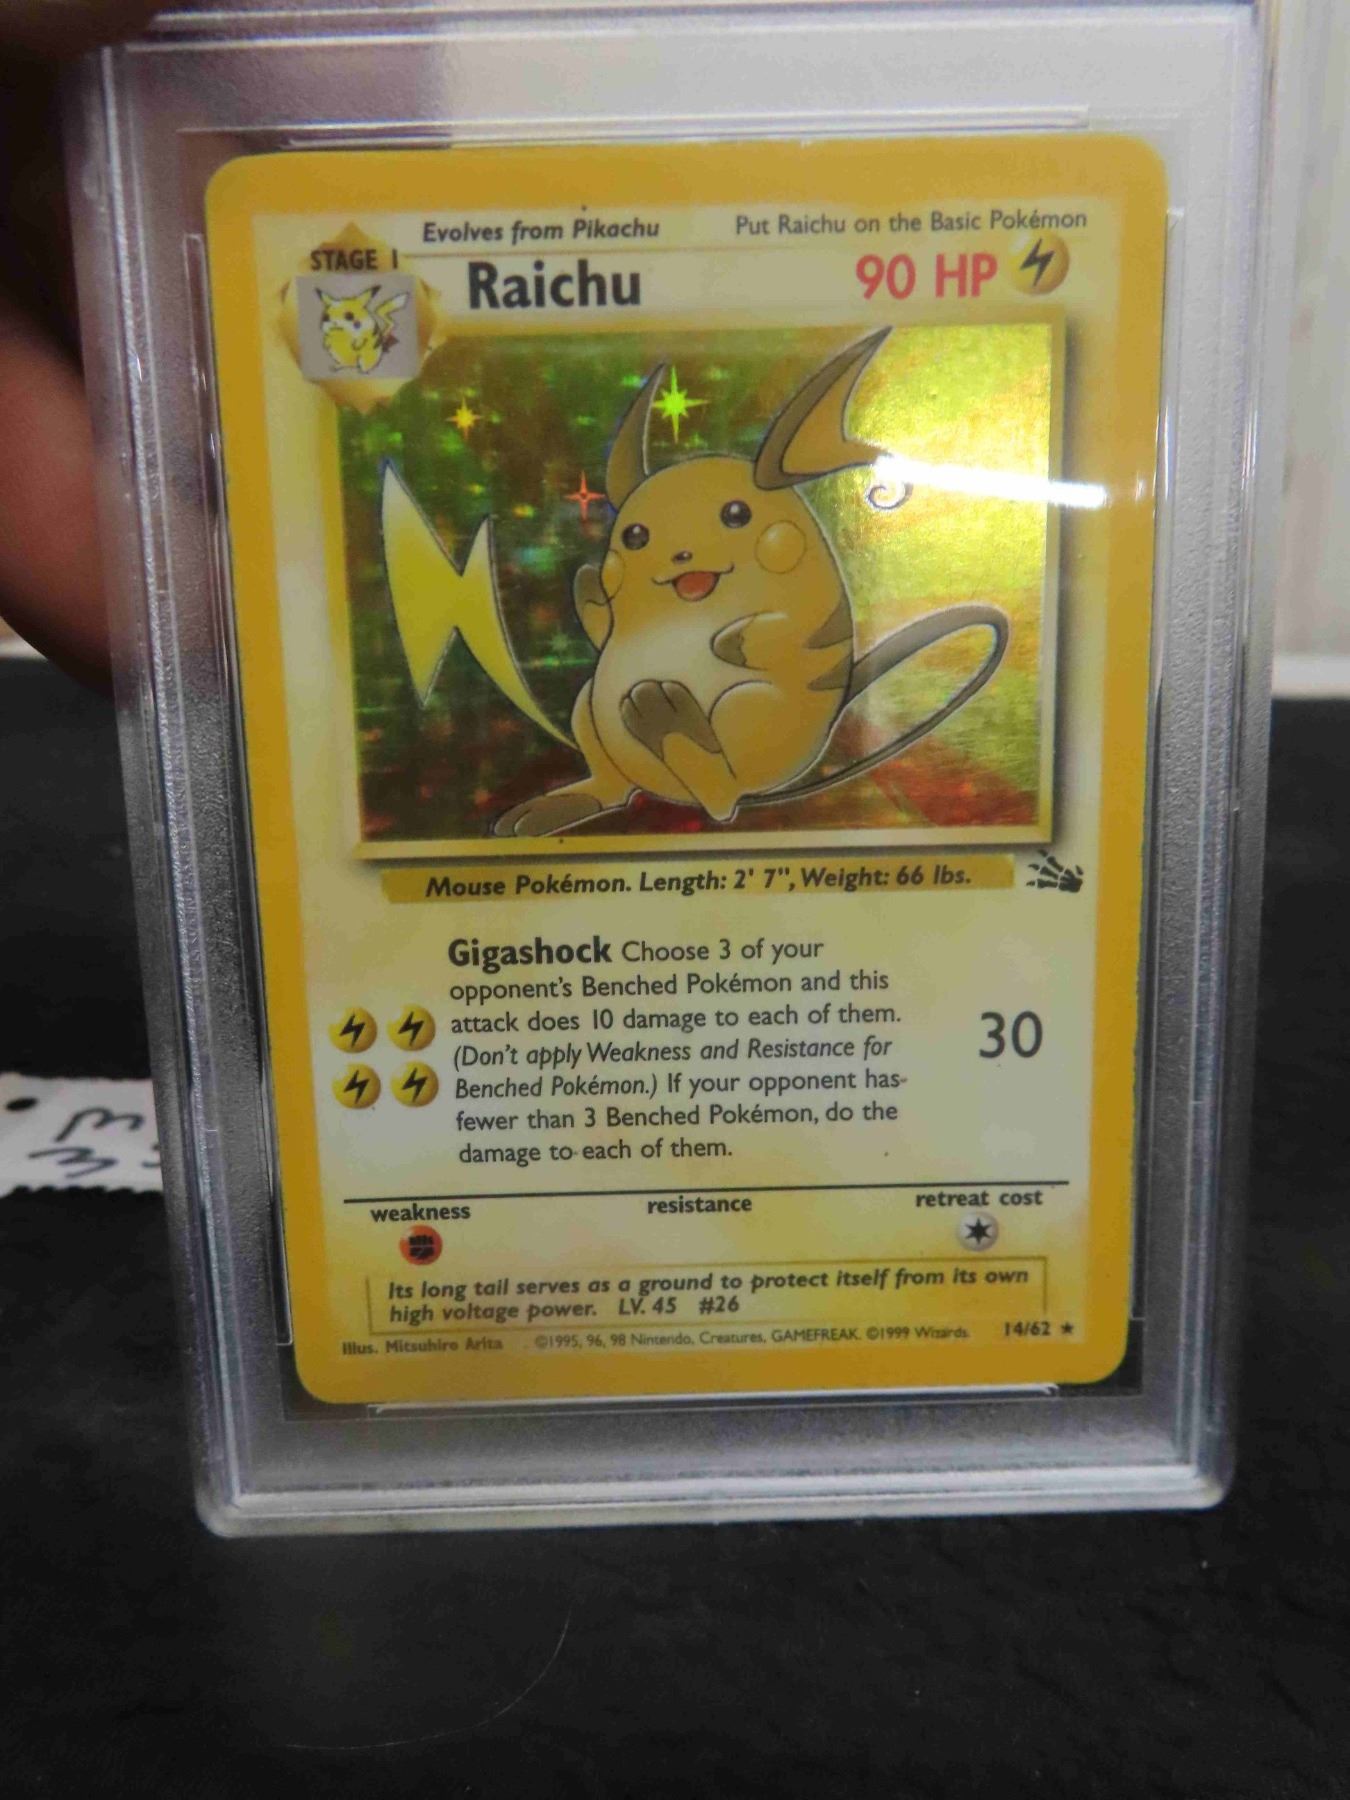 Evolves from Pikachu
Put Raichu on the Basic Pokémon
STAGE 1
Raichu
90 HP
Mouse Pokémon. Length: 2' 7", Weight: 66 lbs.
Gigashock Choose 3 of your
opponent's Benched Pokémon and this
attack does 10 damage to each of them.
(Don't apply Weakness and Resistance for
Benched Pokémon.) If your opponent has
fewer than 3 Benched Pokémon, do the
damage to each of them.
30
weakness
resistance
retreat cost
Its long tail serves as a ground to protect itself from its own
high voltage power. LV. 45 #26
Illus. Mitsuhiro Arita ©1995, 96, 98 Nintendo, Creatures, GAMEFREAK. ©1999 Wizards. 14/62 ★